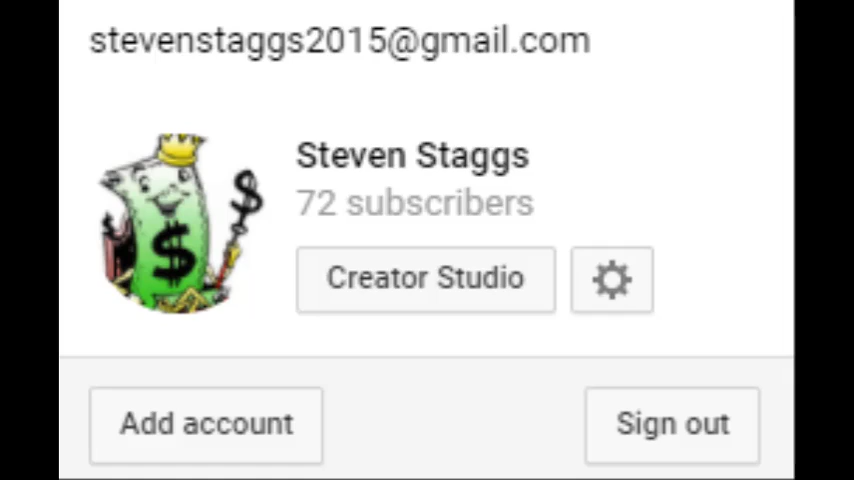 stevenstaggs2015@gmail.com
Steven Staggs
72 subscribers
$
$
Creator Studio
Add account
Sign out